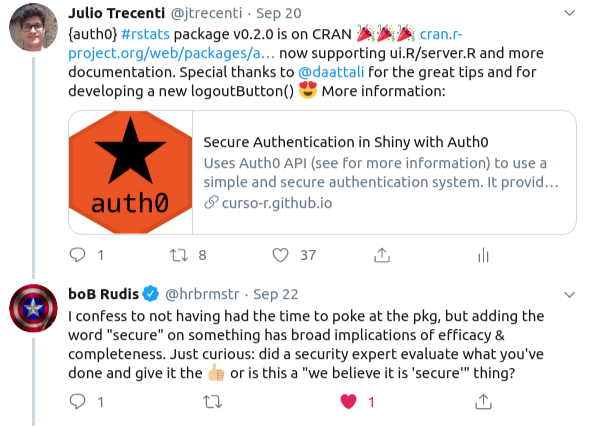 Julio Trecenti @jtrecenti · Sep 20
{auth0} #rstats package v0.2.0 is on CRAN 🎉🎉🎉 cran.r-
project.org/web/packages/a… now supporting ui.R/server.R and more
documentation. Special thanks to @daattali for the great tips and for
developing a new logoutButton() 😍 More information:
auth0
Secure Authentication in Shiny with Auth0
Uses Auth0 API (see for more information) to use a
simple and secure authentication system. It provid…
curso-r.github.io
1 8 37
boB Rudis @hrbrmstr · Sep 22
I confess to not having had the time to poke at the pkg, but adding the
word "secure" on something has broad implications of efficacy &
completeness. Just curious: did a security expert evaluate what you've
done and give it the 👍🏼 or is this a "we believe it is 'secure'" thing?
1 1